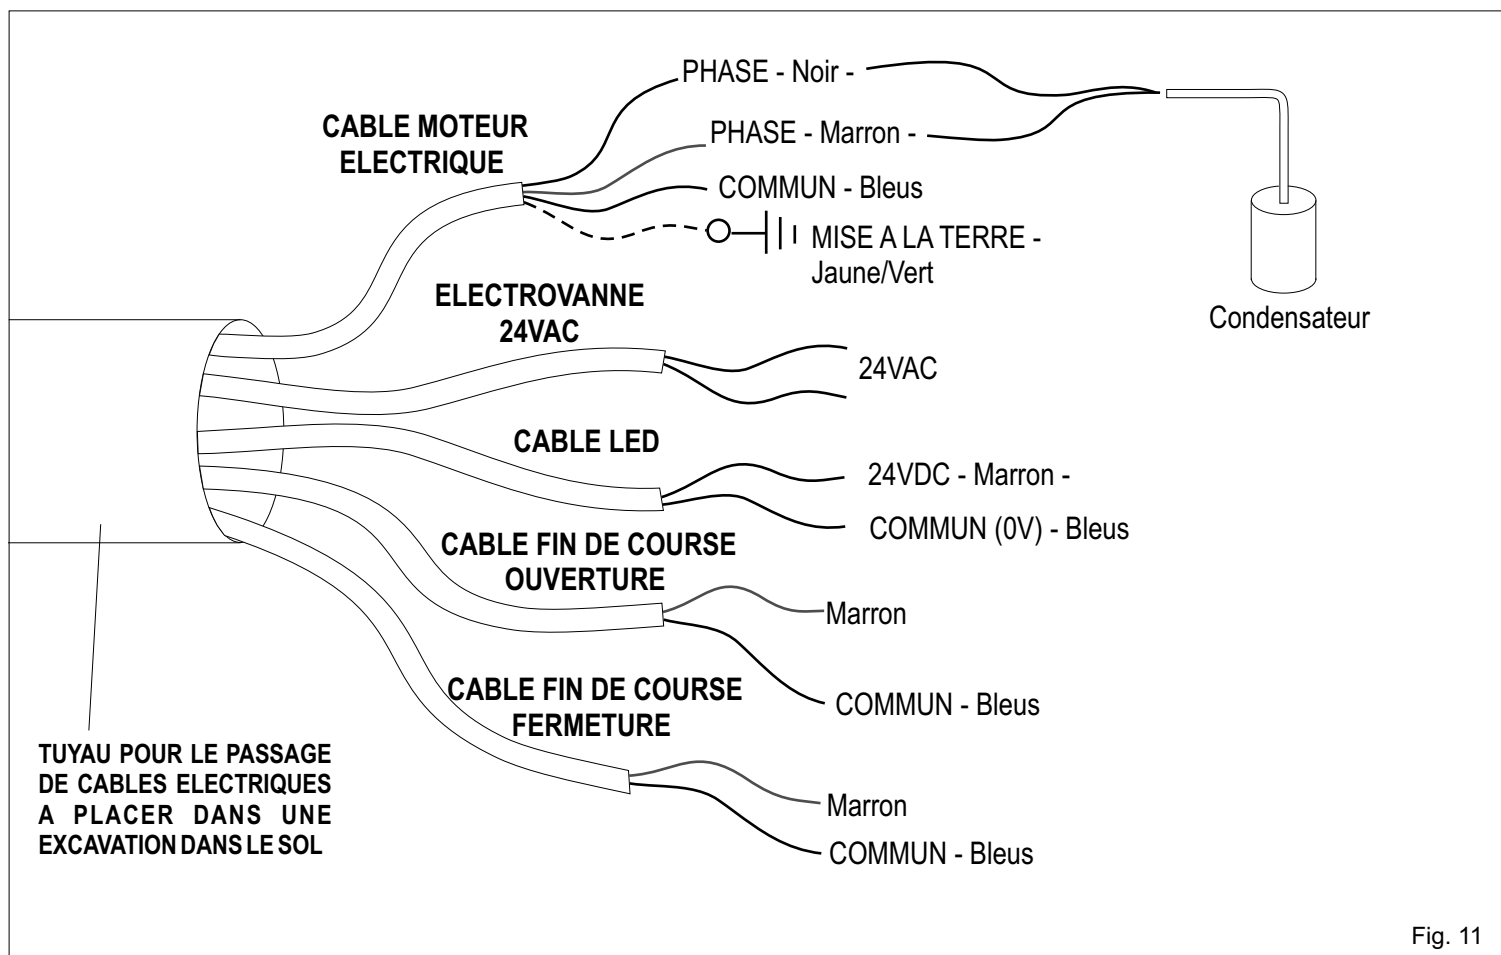 PHASE - Noir -
CABLE MOTEUR
ELECTRIQUE
PHASE - Marron -
COMMUN - Bleus
MISE A LA TERRE -
Jaune/Vert
Condensateur
ELECTROVANNE
24VAC
24VAC
CABLE LED
24VDC - Marron -
COMMUN (0V) - Bleus
CABLE FIN DE COURSE
OUVERTURE
Marron
COMMUN - Bleus
CABLE FIN DE COURSE
FERMETURE
Marron
COMMUN - Bleus
TUYAU POUR LE PASSAGE
DE CABLES ELECTRIQUES
A PLACER DANS UNE
EXCAVATION DANS LE SOL
Fig. 11